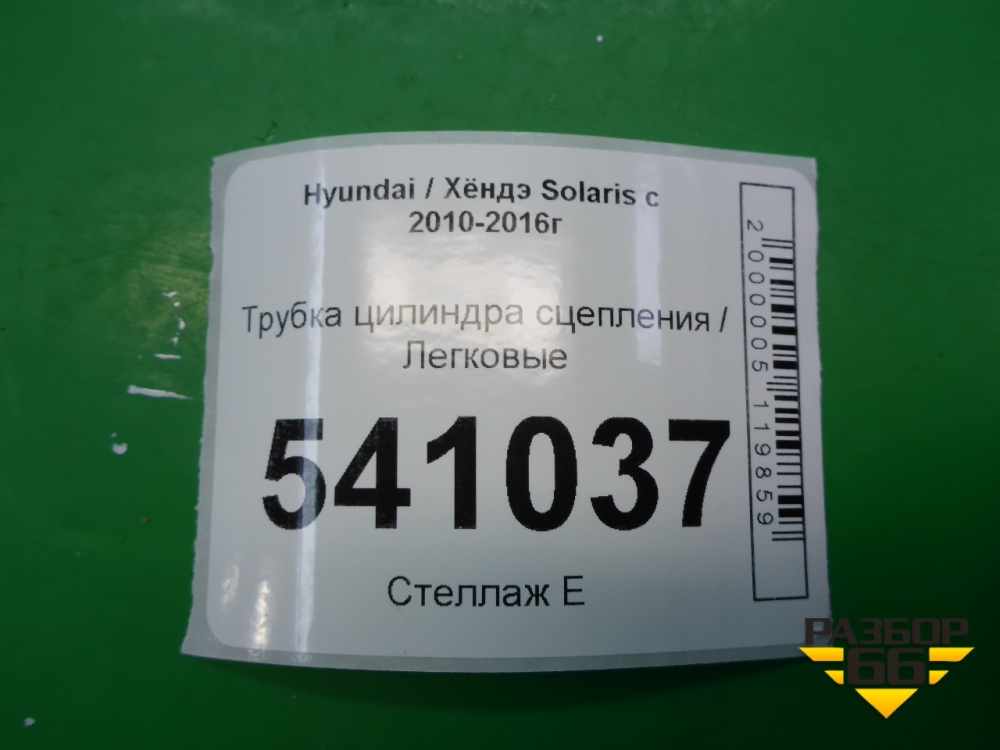 Hyundai / Хёндэ Solaris с
2010-2016г
Трубка цилиндра сцепления /
Легковые
541037
Стеллаж Е
2000005119859
РАЗБОР
66